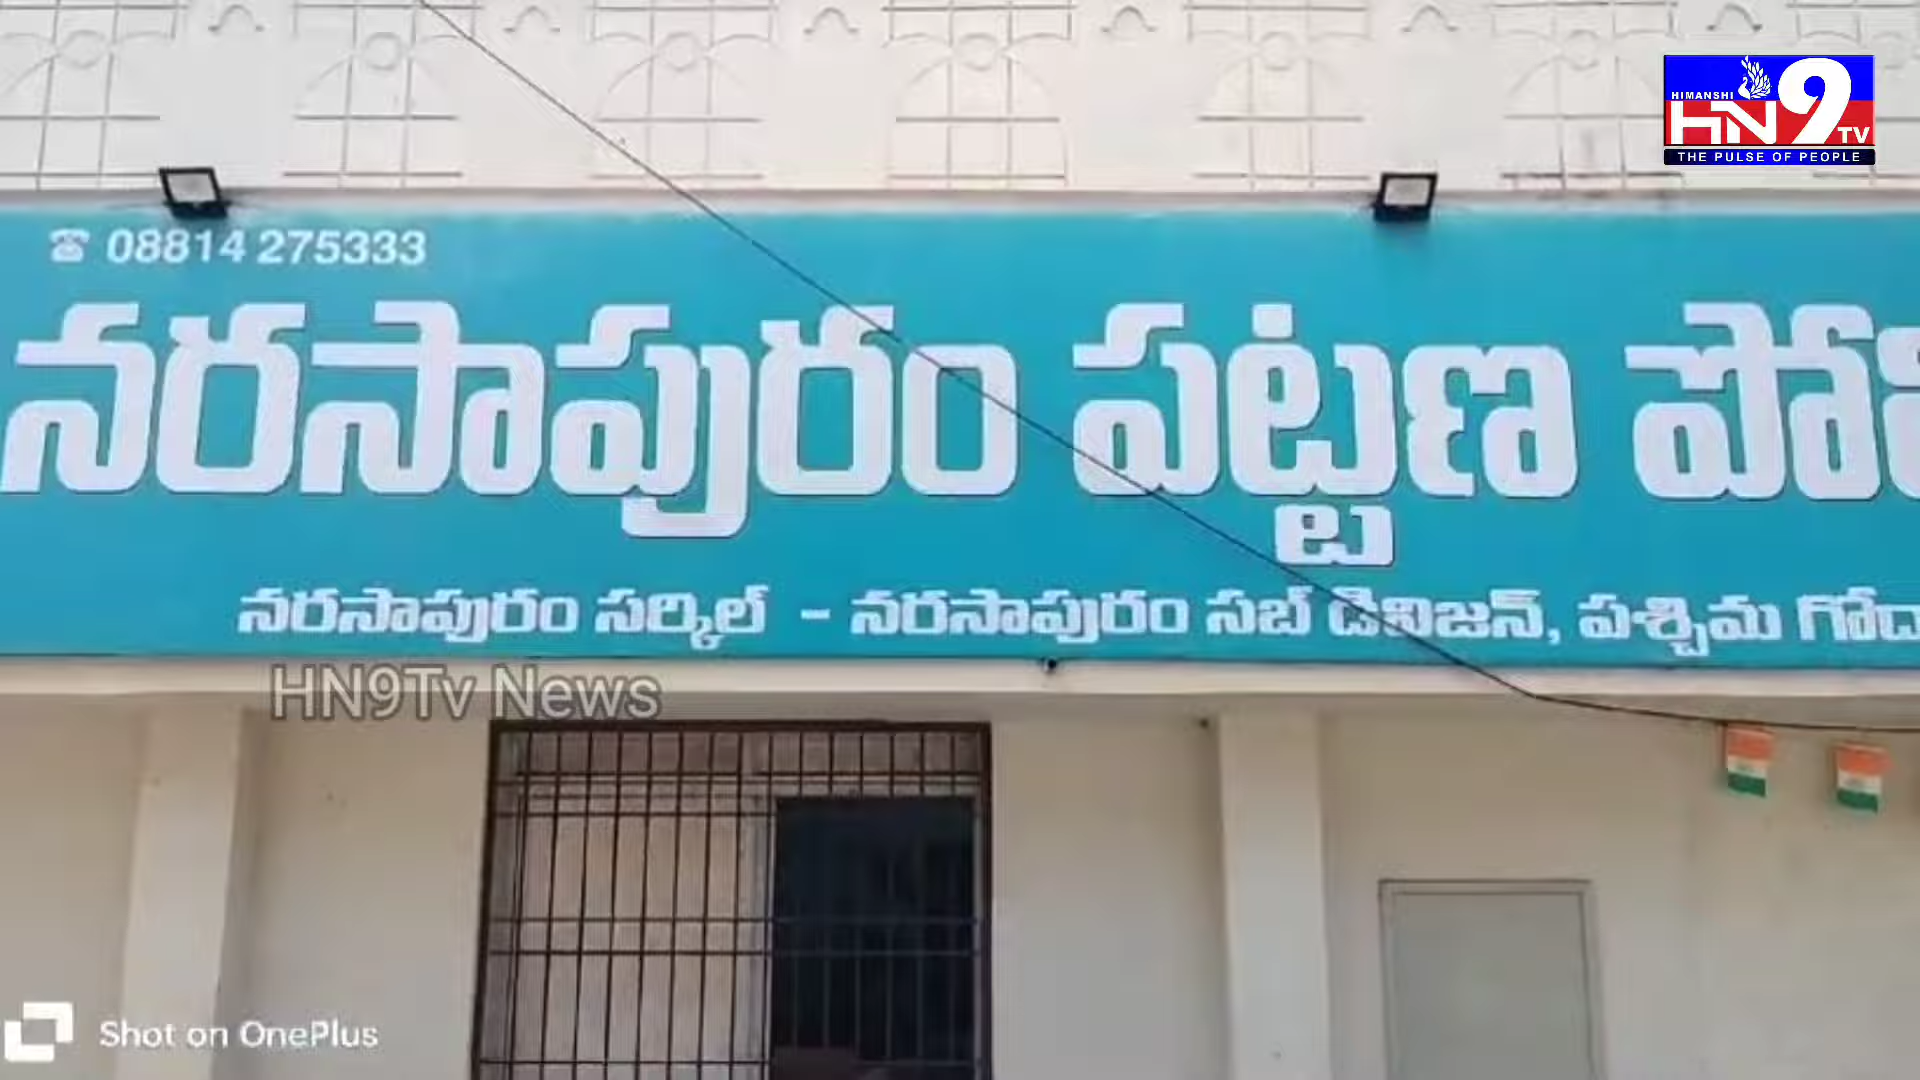 HIMANSHI
HN9 TV
THE PULSE OF PEOPLE
☎ 08814 275333
నరసాపురం పట్టణ
నరసాపురం సర్కిల్ - నరసాపురం సబ్ డివిజన్, పశ్చిమ
HN9Tv News
Shot on OnePlus